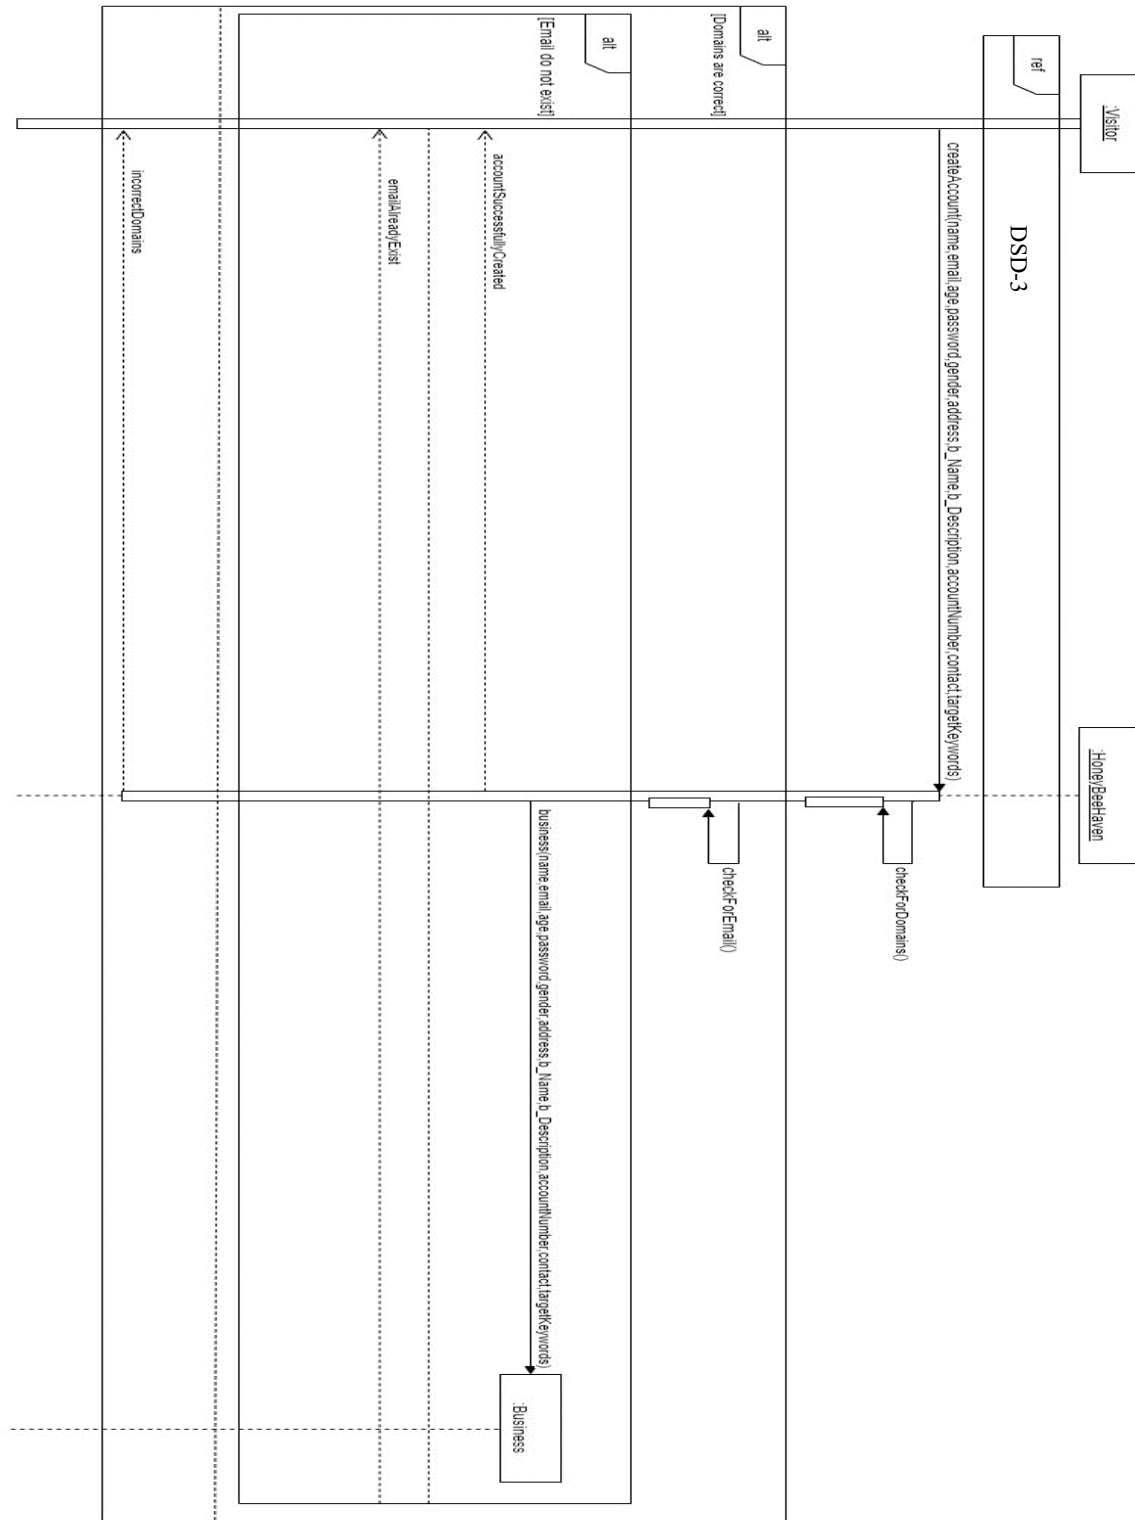 :Visitor
:HoneyBeeHaven
ref
DSD-3
createAccount(name,email,age,password,gender,address,b_Name,b_Description,accountNumber,contact,targetKeywords)
checkForDomains()
alt
[Domains are correct]
checkForEmail()
alt
[Email do not exist]
business(name,email,age,password,gender,address,b_Name,b_Description,accountNumber,contact,targetKeywords)
:Business
accountSuccessfullyCreated
emailAlreadyExist
incorrectDomains